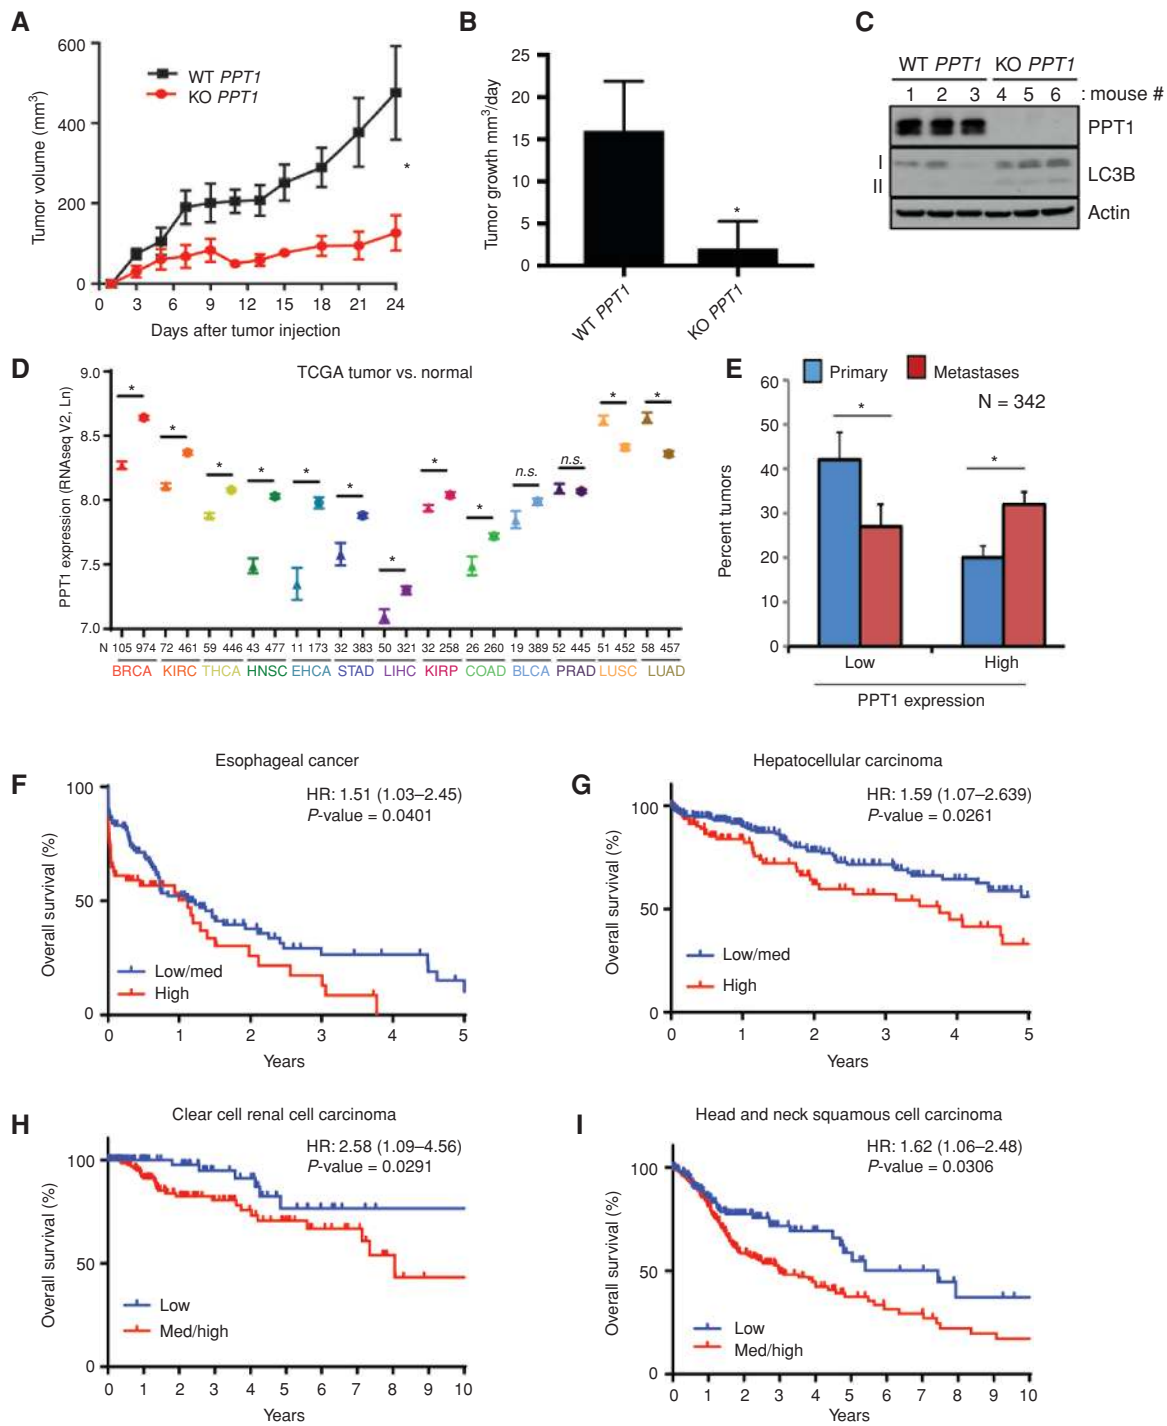 A
600
400
200
0
Tumor volume (mm3)
WT PPT1
KO PPT1
*
0 3 6 9 12 15 18 21 24
Days after tumor injection
B
25
20
15
10
5
0
Tumor growth mm3/day
*
WT PPT1
KO PPT1
C
WT PPT1 KO PPT1
1 2 3 4 5 6 : mouse #
PPT1
I
II
LC3B
Actin
D
TCGA tumor vs. normal
PPT1 expression (RNAseq V2, Ln)
9.0
8.5
8.0
7.5
7.0
* * * * * * * * * n.s. n.s. * *
N 105 974 72 461 59 446 43 477 11 173 32 383 50 321 32 258 26 260 19 389 52 445 51 452 58 457
BRCA KIRC THCA HNSC EHCA STAD LIHC KIRP COAD BLCA PRAD LUSC LUAD
E
Primary Metastases
N = 342
60
40
30
20
10
0
Percent tumors
* *
Low High
PPT1 expression
F
Esophageal cancer
HR: 1.51 (1.03–2.45)
P-value = 0.0401
100
50
0
Overall survival (%)
Low/med
High
0 1 2 3 4 5
Years
G
Hepatocellular carcinoma
HR: 1.59 (1.07–2.639)
P-value = 0.0261
100
50
0
Overall survival (%)
Low/med
High
0 1 2 3 4 5
Years
H
Clear cell renal cell carcinoma
HR: 2.58 (1.09–4.56)
P-value = 0.0291
100
50
0
Overall survival (%)
Low
Med/high
0 1 2 3 4 5 6 7 8 9 10
Years
I
Head and neck squamous cell carcinoma
HR: 1.62 (1.06–2.48)
P-value = 0.0306
100
50
0
Overall survival (%)
Low
Med/high
0 1 2 3 4 5 6 7 8 9 10
Years